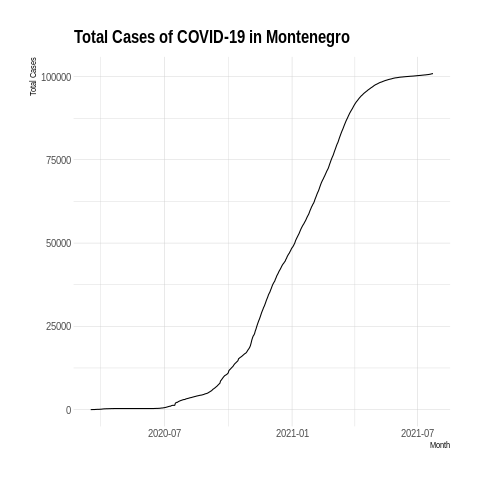 Total Cases of COVID-19 in Montenegro
Total Cases
100000
75000
50000
25000
0
2020-07
2021-01
2021-07
Month